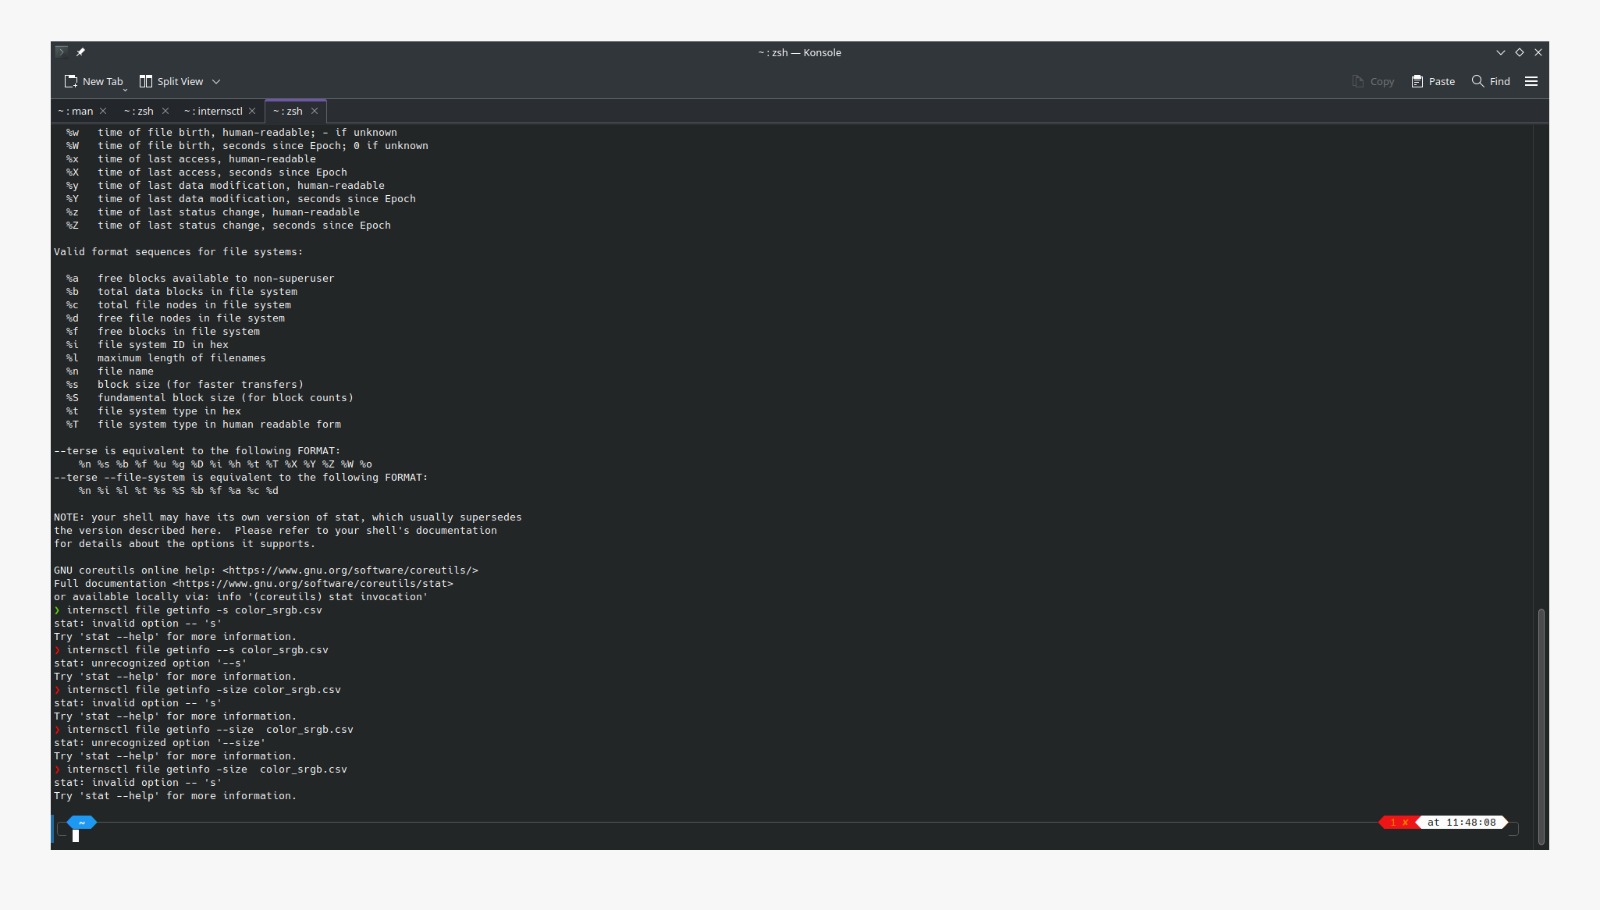 ~ : zsh — Konsole
New Tab Split View Copy Paste Find
~ : man ~ : zsh ~ : internsctl ~ : zsh
%w   time of file birth, human-readable; - if unknown
%W   time of file birth, seconds since Epoch; 0 if unknown
%x   time of last access, human-readable
%X   time of last access, seconds since Epoch
%y   time of last data modification, human-readable
%Y   time of last data modification, seconds since Epoch
%z   time of last status change, human-readable
%Z   time of last status change, seconds since Epoch
Valid format sequences for file systems:
%a   free blocks available to non-superuser
%b   total data blocks in file system
%c   total file nodes in file system
%d   free file nodes in file system
%f   free blocks in file system
%i   file system ID in hex
%l   maximum length of filenames
%n   file name
%s   block size (for faster transfers)
%S   fundamental block size (for block counts)
%t   file system type in hex
%T   file system type in human readable form
--terse is equivalent to the following FORMAT:
%n %s %b %f %u %g %D %i %h %t %T %X %Y %Z %W %o
--terse --file-system is equivalent to the following FORMAT:
%n %i %l %t %s %S %b %f %a %c %d
NOTE: your shell may have its own version of stat, which usually supersedes
the version described here.  Please refer to your shell's documentation
for details about the options it supports.
GNU coreutils online help: <https://www.gnu.org/software/coreutils/>
Full documentation <https://www.gnu.org/software/coreutils/stat>
or available locally via: info '(coreutils) stat invocation'
❯ internsctl file getinfo -s color_srgb.csv
stat: invalid option -- 's'
Try 'stat --help' for more information.
❯ internsctl file getinfo --s color_srgb.csv
stat: unrecognized option '--s'
Try 'stat --help' for more information.
❯ internsctl file getinfo -size color_srgb.csv
stat: invalid option -- 's'
Try 'stat --help' for more information.
❯ internsctl file getinfo --size  color_srgb.csv
stat: unrecognized option '--size'
Try 'stat --help' for more information.
❯ internsctl file getinfo -size  color_srgb.csv
stat: invalid option -- 's'
Try 'stat --help' for more information.
~ 1 ✘ at 11:48:08